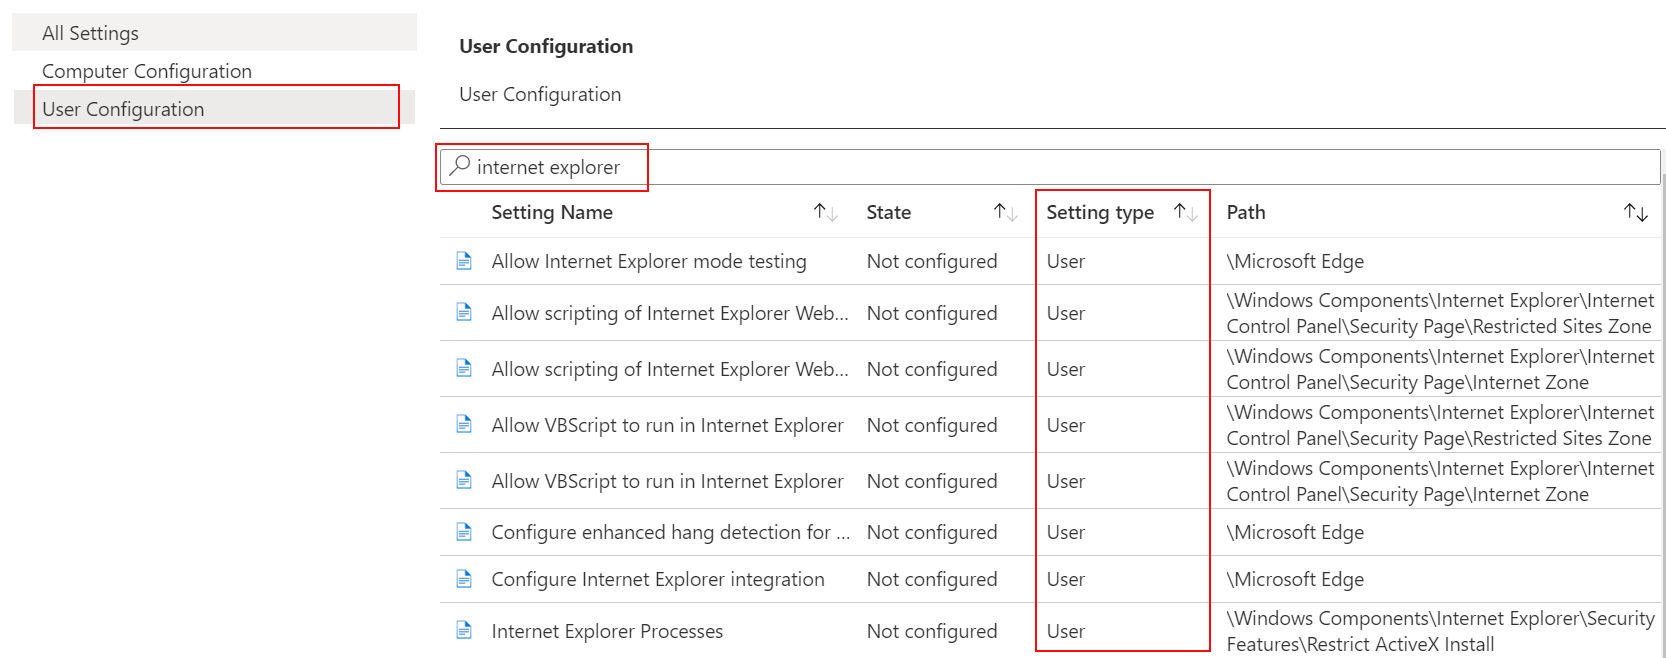 All Settings
Computer Configuration
User Configuration
User Configuration
User Configuration
internet explorer
Setting Name State Setting type Path
Allow Internet Explorer mode testing Not configured User \Microsoft Edge
Allow scripting of Internet Explorer Web... Not configured User \Windows Components\Internet Explorer\Internet
Control Panel\Security Page\Restricted Sites Zone
Allow scripting of Internet Explorer Web... Not configured User \Windows Components\Internet Explorer\Internet
Control Panel\Security Page\Internet Zone
Allow VBScript to run in Internet Explorer Not configured User \Windows Components\Internet Explorer\Internet
Control Panel\Security Page\Restricted Sites Zone
Allow VBScript to run in Internet Explorer Not configured User \Windows Components\Internet Explorer\Internet
Control Panel\Security Page\Internet Zone
Configure enhanced hang detection for ... Not configured User \Microsoft Edge
Configure Internet Explorer integration Not configured User \Microsoft Edge
Internet Explorer Processes Not configured User \Windows Components\Internet Explorer\Security
Features\Restrict ActiveX Install